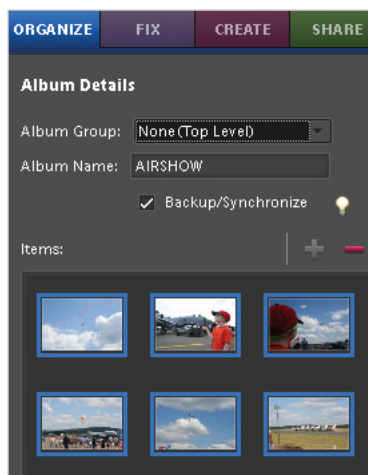 ORGANIZE FIX CREATE SHARE
Album Details
Album Group: None (Top Level)
Album Name: AIRSHOW
Backup/Synchronize
Items: